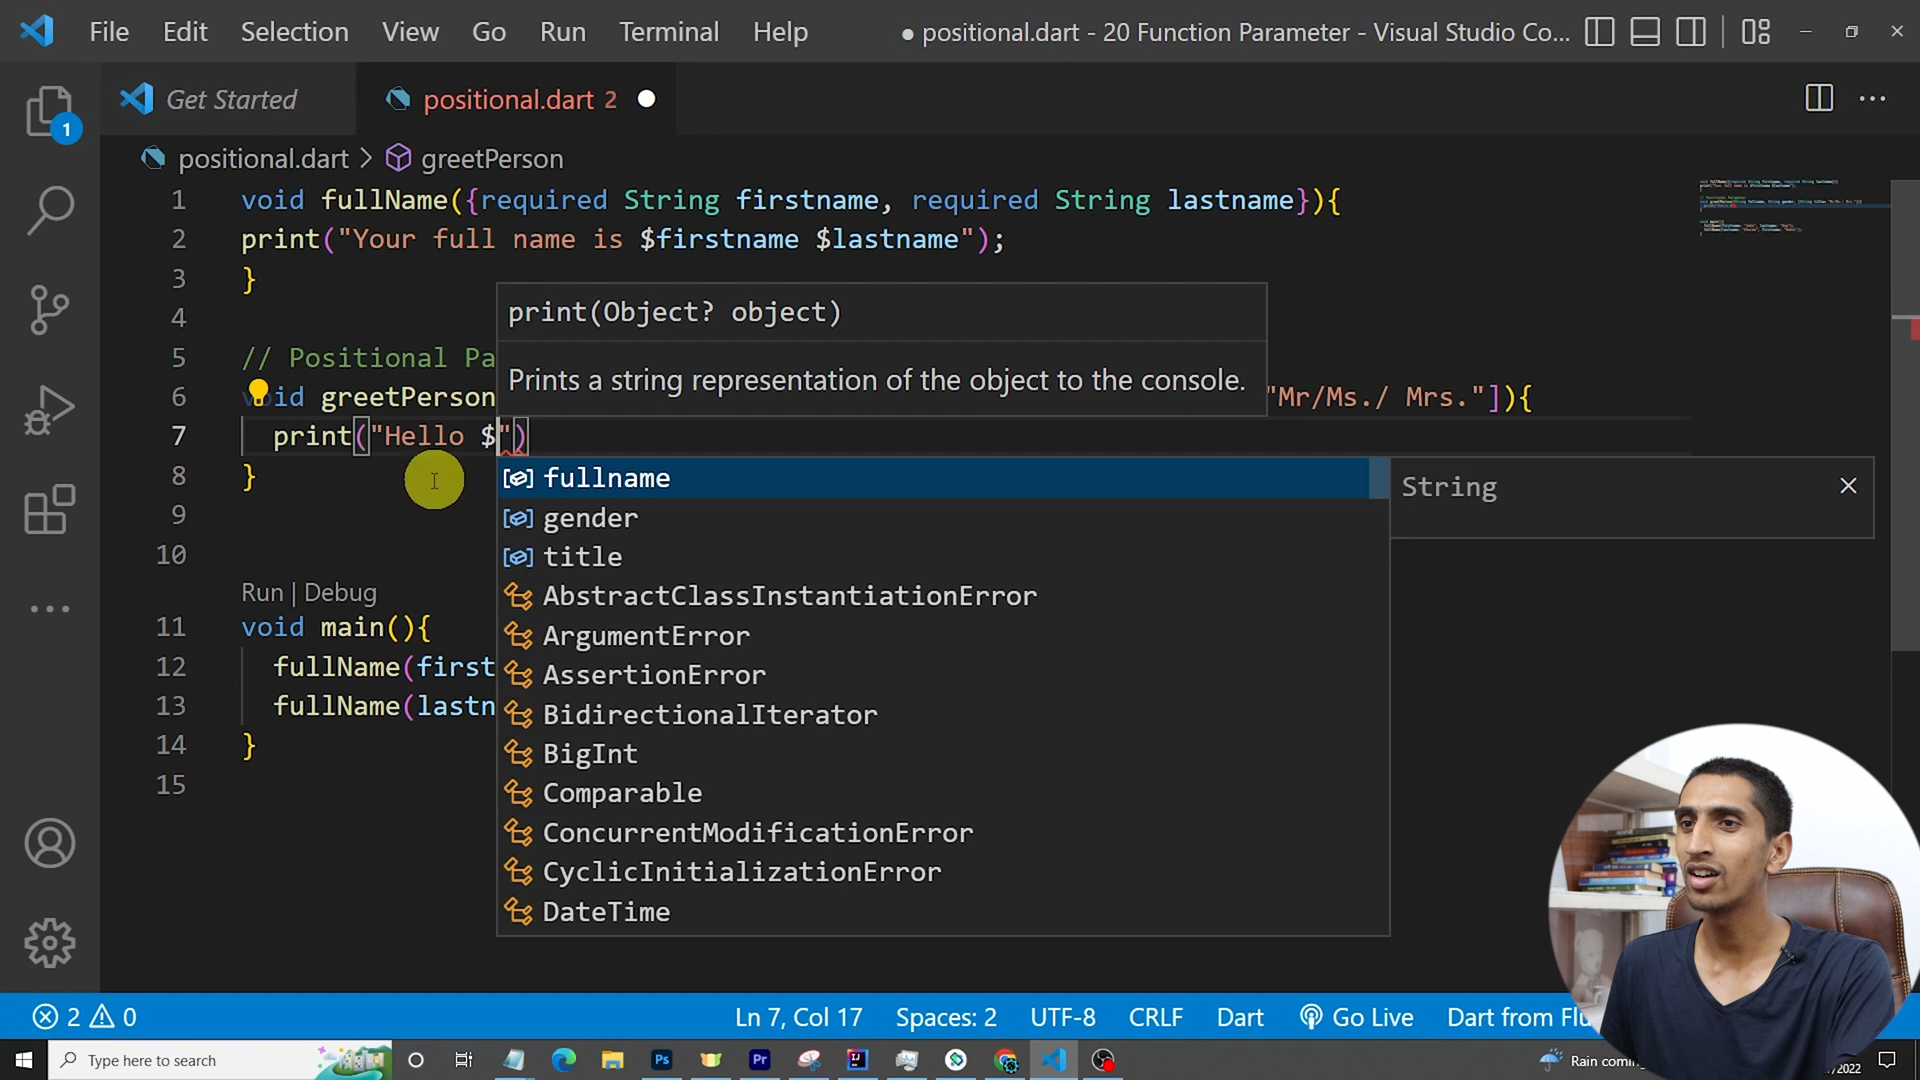 File Edit Selection View Go Run Terminal Help ● positional.dart - 20 Function Parameter - Visual Studio Co...
Get Started positional.dart 2
1
positional.dart > greetPerson
1 void fullName({required String firstname, required String lastname}){
2 print("Your full name is $firstname $lastname");
3 }
4
print(Object? object)
5 // Positional Pa
Prints a string representation of the object to the console.
6 void greetPerson "Mr/Ms./ Mrs."]){
7 print("Hello $")
8 }
fullname String
gender
9
title
10
AbstractClassInstantiationError
Run | Debug
11 void main(){
ArgumentError
12 fullName(first
AssertionError
13 fullName(lastn
BidirectionalIterator
14 }
BigInt
15
Comparable
ConcurrentModificationError
CyclicInitializationError
DateTime
2 0 Ln 7, Col 17 Spaces: 2 UTF-8 CRLF Dart Go Live Dart from Flu
Type here to search Rain comin /2022